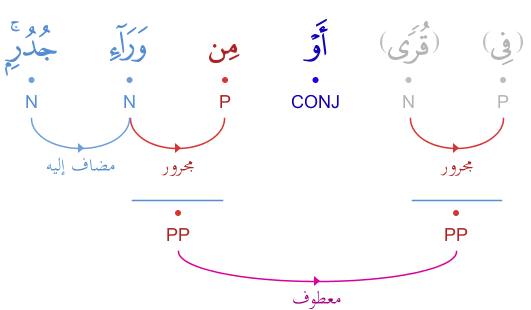 (فِى) (قُرًى) أَوْ مِن وَرَآءِ جُدُرٍۭ ۚ
P N CONJ P N N
مجرور مجرور مضاف إليه
PP PP
معطوف